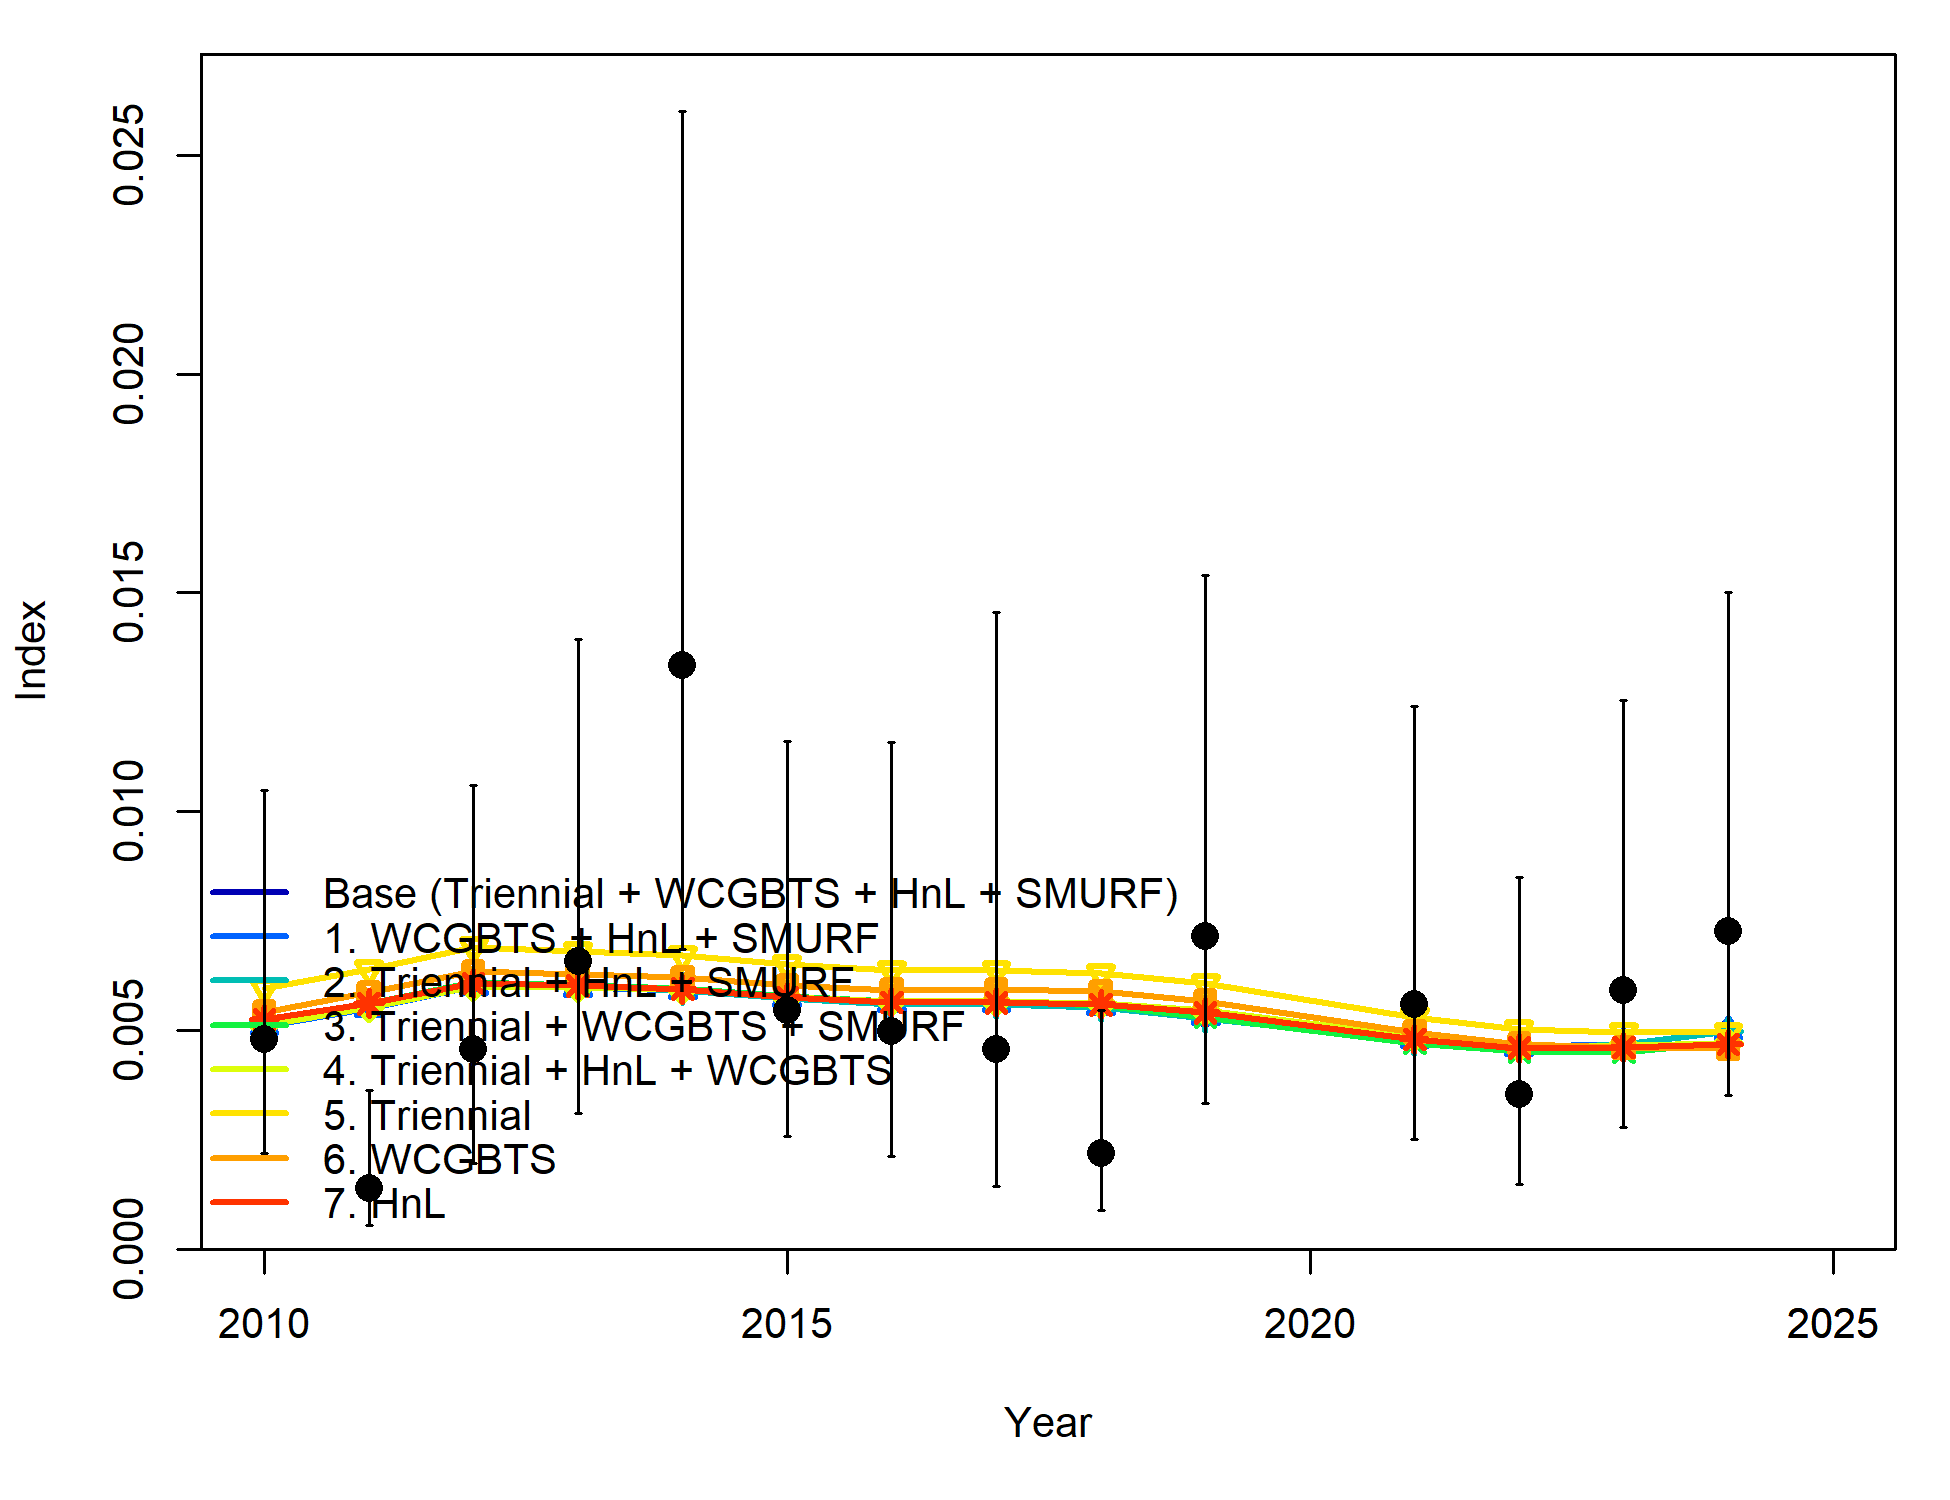 0.025
0.020
0.015
0.010
0.005
0.000
Index
Base (Triennial + WCGBTS + HnL + SMURF)
1. WCGBTS + HnL + SMURF
2. Triennial + HnL + SMURF
3. Triennial + WCGBTS + SMURF
4. Triennial + HnL + WCGBTS
5. Triennial
6. WCGBTS
7. HnL
2010 2015 2020 2025
Year